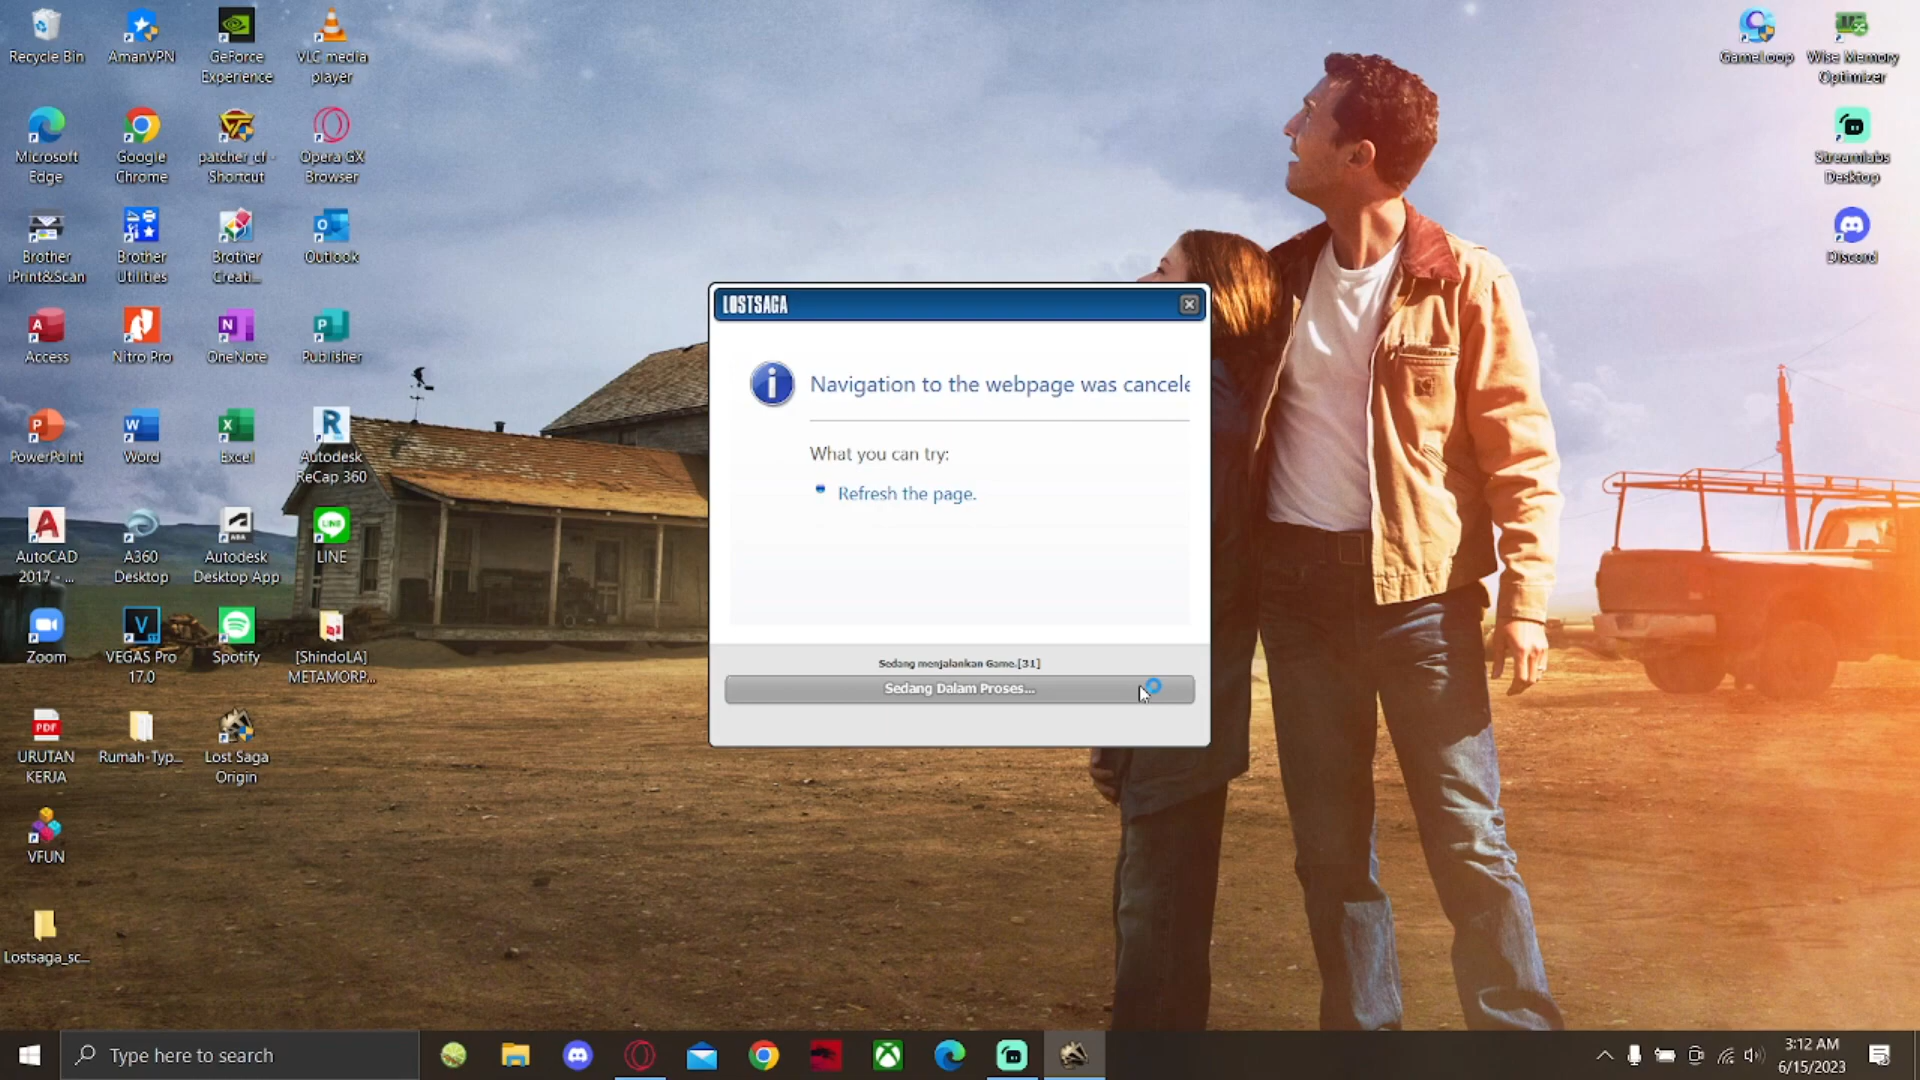 Recycle Bin
AmanVPN
GeForce
Experience
VLC media
player
Microsoft
Edge
Google
Chrome
patcher_cf -
Shortcut
Opera GX
Browser
Brother
iPrint&Scan
Brother
Utilities
Brother
Creati...
Outlook
Access
Nitro Pro
OneNote
Publisher
PowerPoint
Word
Excel
Autodesk
ReCap 360
AutoCAD
2017 - ...
A360
Desktop
Autodesk
Desktop App
LINE
Zoom
VEGAS Pro
17.0
Spotify
[ShindoLA]
METAMORP...
URUTAN
KERJA
Rumah-Typ...
Lost Saga
Origin
VFUN
Lostsaga_sc...
GameLoop
Wise Memory
Optimizer
Streamlabs
Desktop
Discord
LOSTSAGA
Navigation to the webpage was cancele
What you can try:
Refresh the page.
Sedang menjalankan Game.[31]
Sedang Dalam Proses...
Type here to search
3:12 AM
6/15/2023